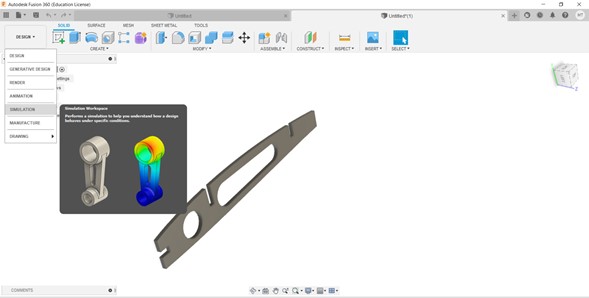 Autodesk Fusion 360 (Education License)
Untitled
Untitled*(1)
DESIGN
SOLID SURFACE MESH SHEET METAL TOOLS
CREATE MODIFY ASSEMBLE CONSTRUCT INSPECT INSERT SELECT
DESIGN
GENERATIVE DESIGN
RENDER
ANIMATION
SIMULATION
MANUFACTURE
DRAWING
Simulation Workspace
Performs a simulation to help you understand how a design
behaves under specific conditions.
Z
COMMENTS